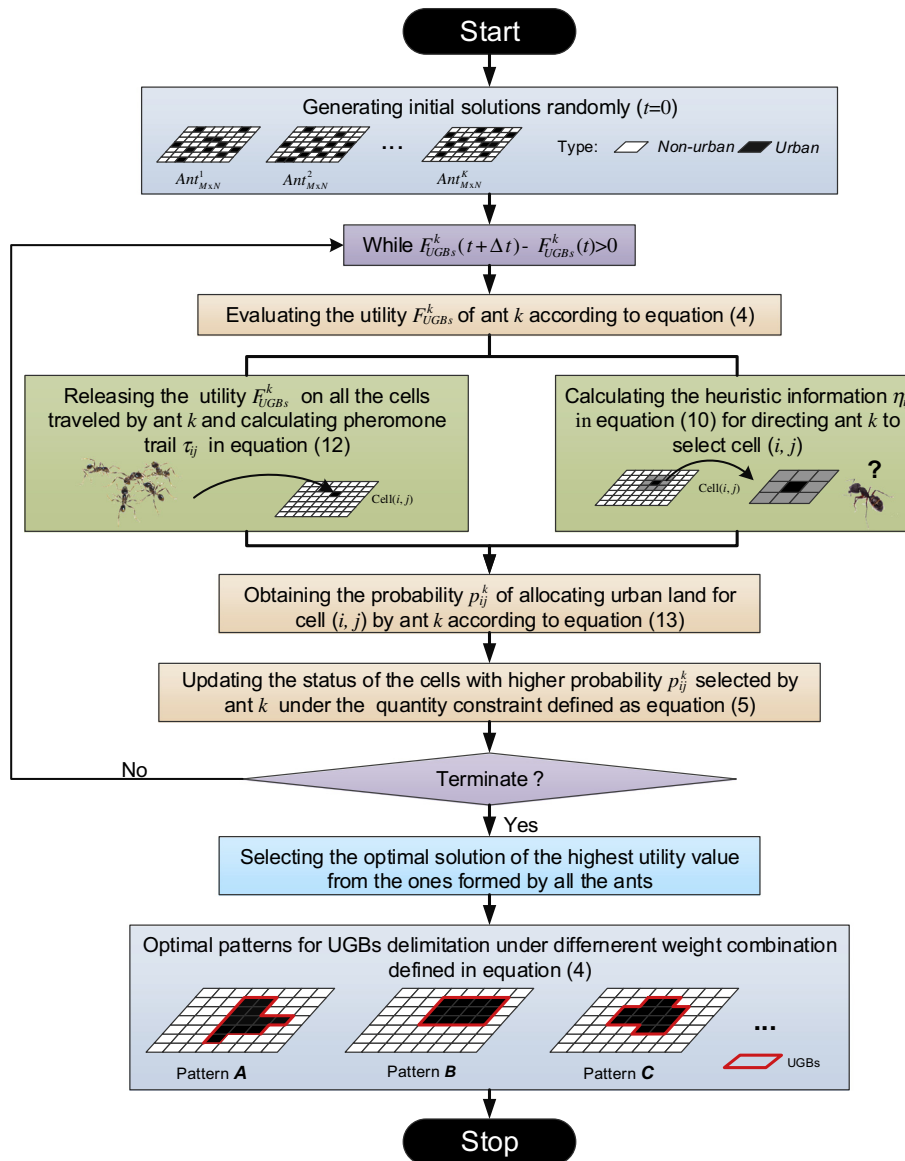 Start
Generating initial solutions randomly (t=0)
Type: Non-urban Urban
Ant¹MxN Ant²MxN ... AntᴷMxN
While FᵏUGBs(t+Δt)- FᵏUGBs(t)>0
Evaluating the utility FᵏUGBs of ant k according to equation (4)
Releasing the utility FᵏUGBs on all the cells
traveled by ant k and calculating pheromone
trail τij in equation (12)
Cell(i, j)
Calculating the heuristic information η
in equation (10) for directing ant k to
select cell (i, j)
Cell(i, j)
?
Obtaining the probability pᵏij of allocating urban land for
cell (i, j) by ant k according to equation (13)
Updating the status of the cells with higher probability pᵏij selected by
ant k under the quantity constraint defined as equation (5)
No
Terminate ?
Yes
Selecting the optimal solution of the highest utility value
from the ones formed by all the ants
Optimal patterns for UGBs delimitation under differnerent weight combination
defined in equation (4)
...
UGBs
Pattern A Pattern B Pattern C
Stop